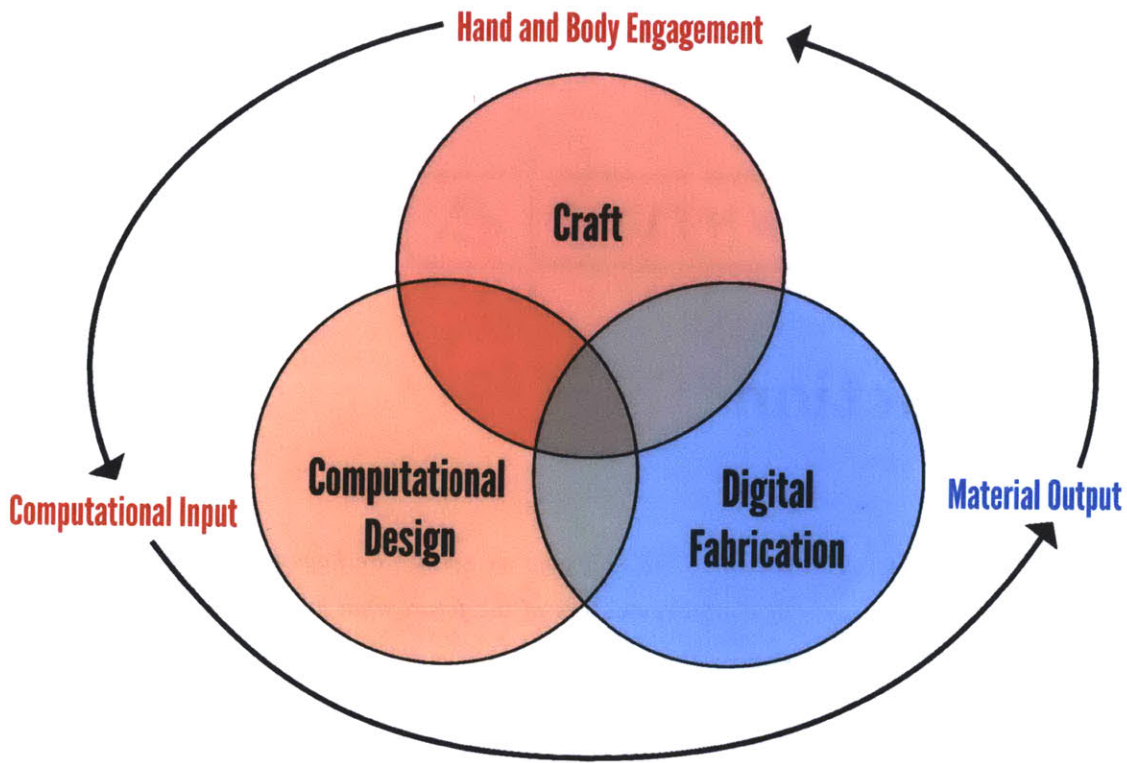 Hand and Body Engagement
Craft
Computational
Design
Digital
Fabrication
Computational Input
Material Output